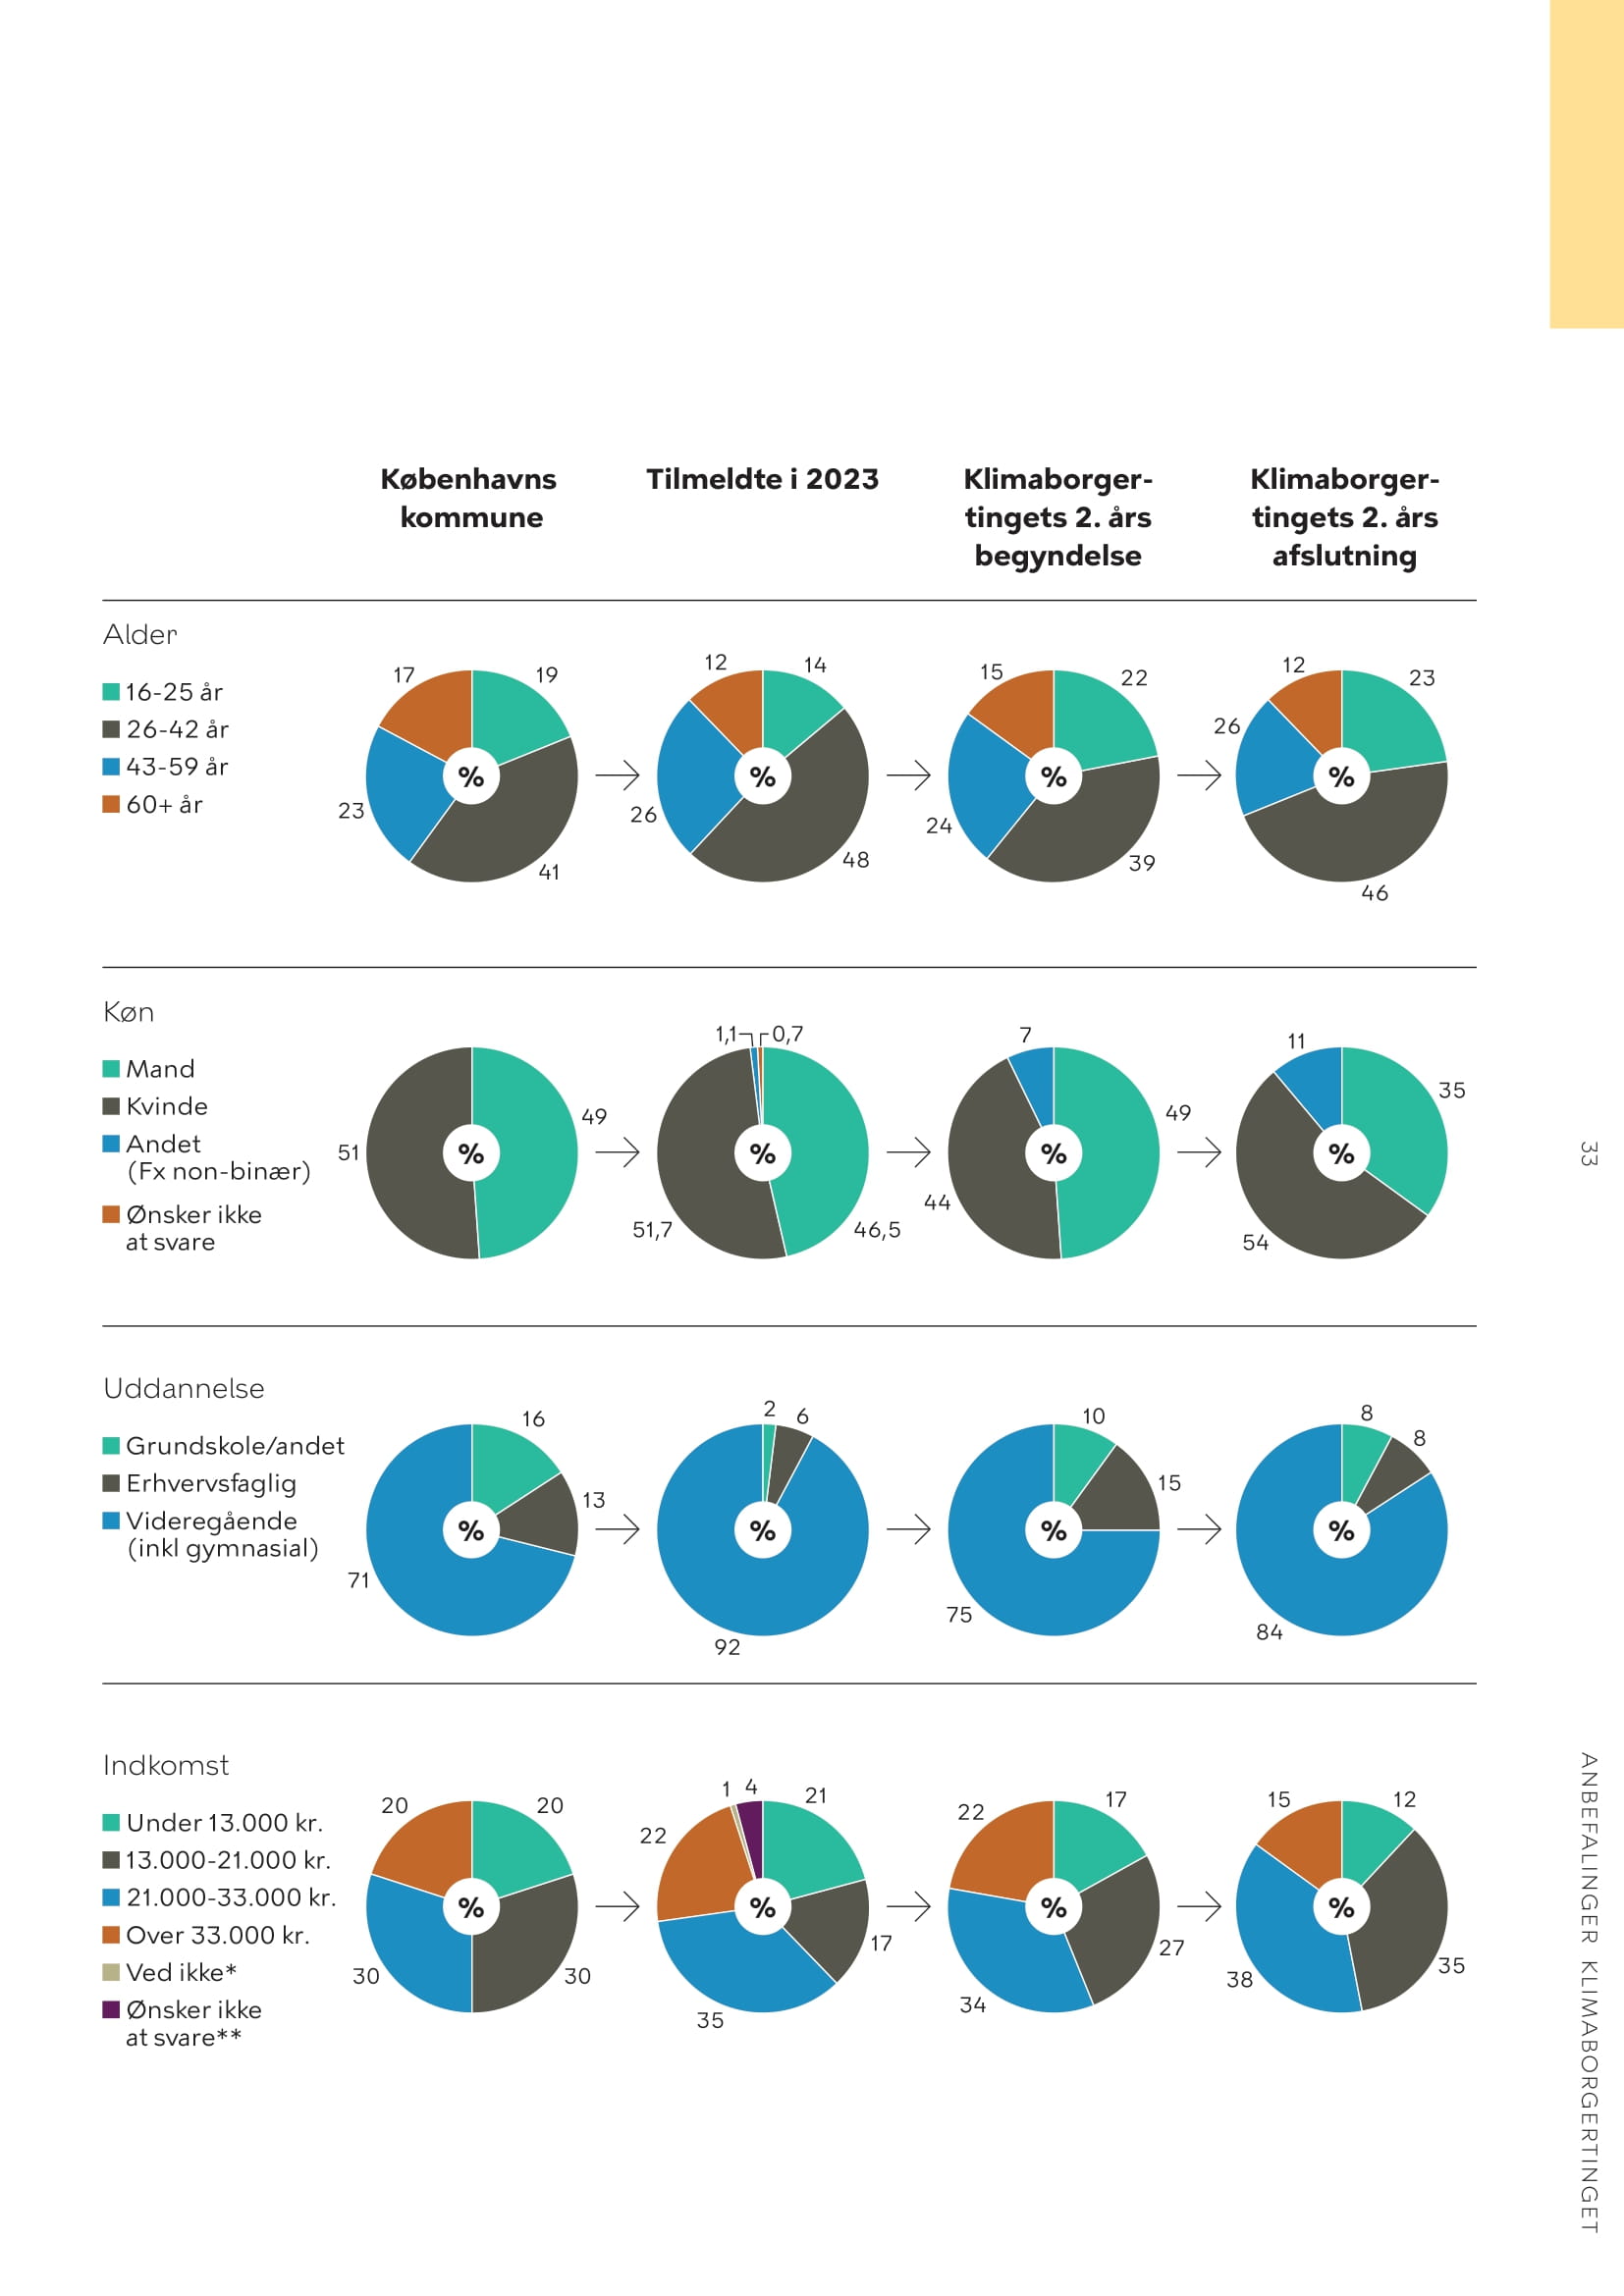 Københavns
kommune
Tilmeldte i 2023
Klimaborger-
tingets 2. års
begyndelse
Klimaborger-
tingets 2. års
afslutning
Alder
16-25 år
26-42 år
43-59 år
60+ år
17
19
23
41
%
12
14
26
48
%
15
22
24
39
%
12
23
26
46
%
Køn
Mand
Kvinde
Andet
(Fx non-binær)
Ønsker ikke
at svare
51
49
%
1,1
0,7
51,7
46,5
%
7
49
44
%
11
35
54
%
Uddannelse
Grundskole/andet
Erhvervsfaglig
Videregående
(inkl gymnasial)
16
13
71
%
2
6
92
%
10
15
75
%
8
8
84
%
Indkomst
Under 13.000 kr.
13.000-21.000 kr.
21.000-33.000 kr.
Over 33.000 kr.
Ved ikke*
Ønsker ikke
at svare**
20
20
30
30
%
1
4
21
22
17
35
%
22
17
27
34
%
15
12
38
35
%
33
ANBEFALINGER KLIMABORGERTINGET